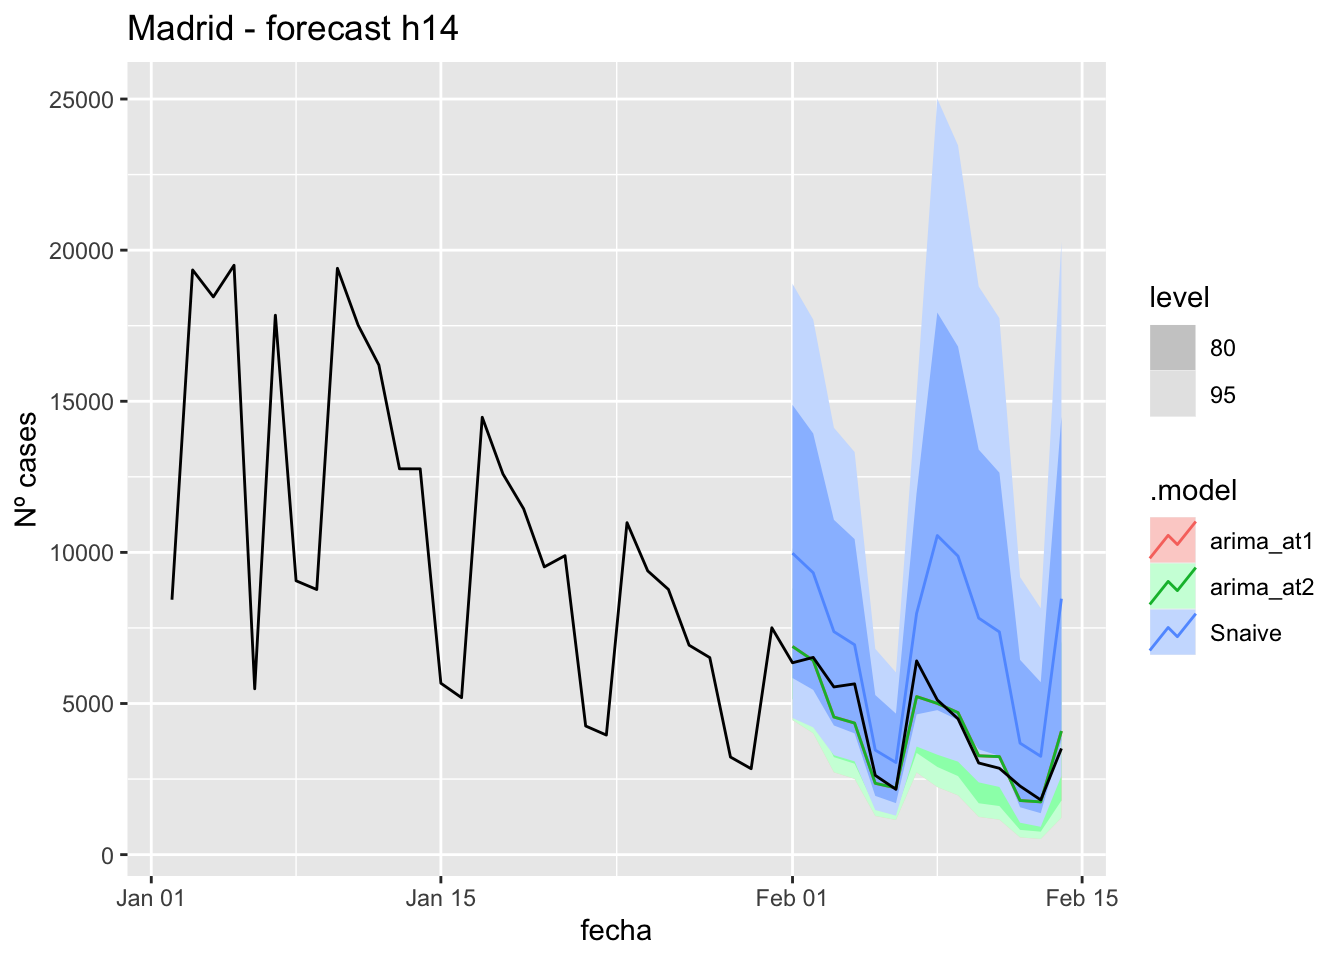 Madrid - forecast h14
25000
20000
15000
10000
5000
0
Nº cases
Jan 01
Jan 15
Feb 01
Feb 15
fecha
level
80
95
.model
arima_at1
arima_at2
Snaive